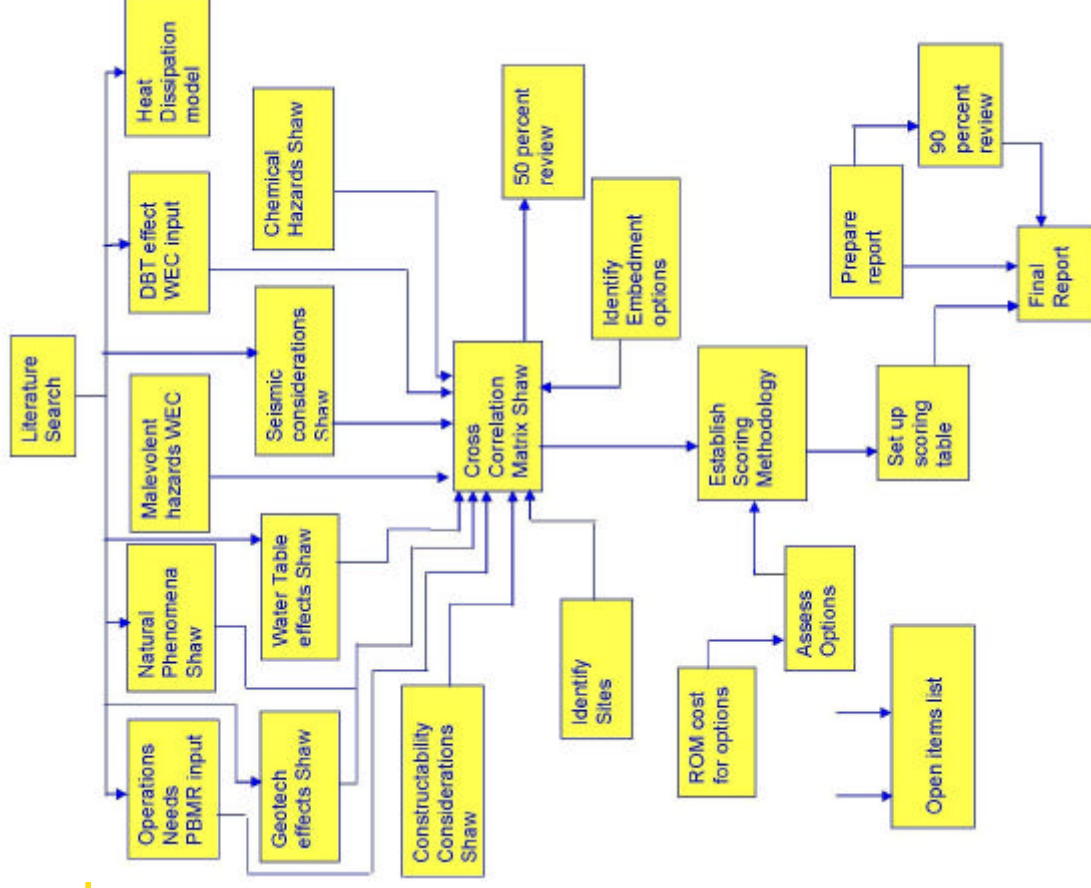 Literature
Search
Operations
Needs
PBMR input
Natural
Phenomena
Shaw
Malevolent
hazards WEC
DBT effect
WEC input
Heat
Dissipation
model
Geotech
effects Shaw
Water Table
effects Shaw
Seismic
considerations
Shaw
Chemical
Hazards Shaw
Constructability
Considerations
Shaw
Cross
Correlation
Matrix Shaw
50 percent
review
Identify
Sites
Identify
Embedment
options
ROM cost
for options
Assess
Options
Establish
Scoring
Methodology
Set up
scoring
table
Prepare
report
90
percent
review
Final
Report
Open items list